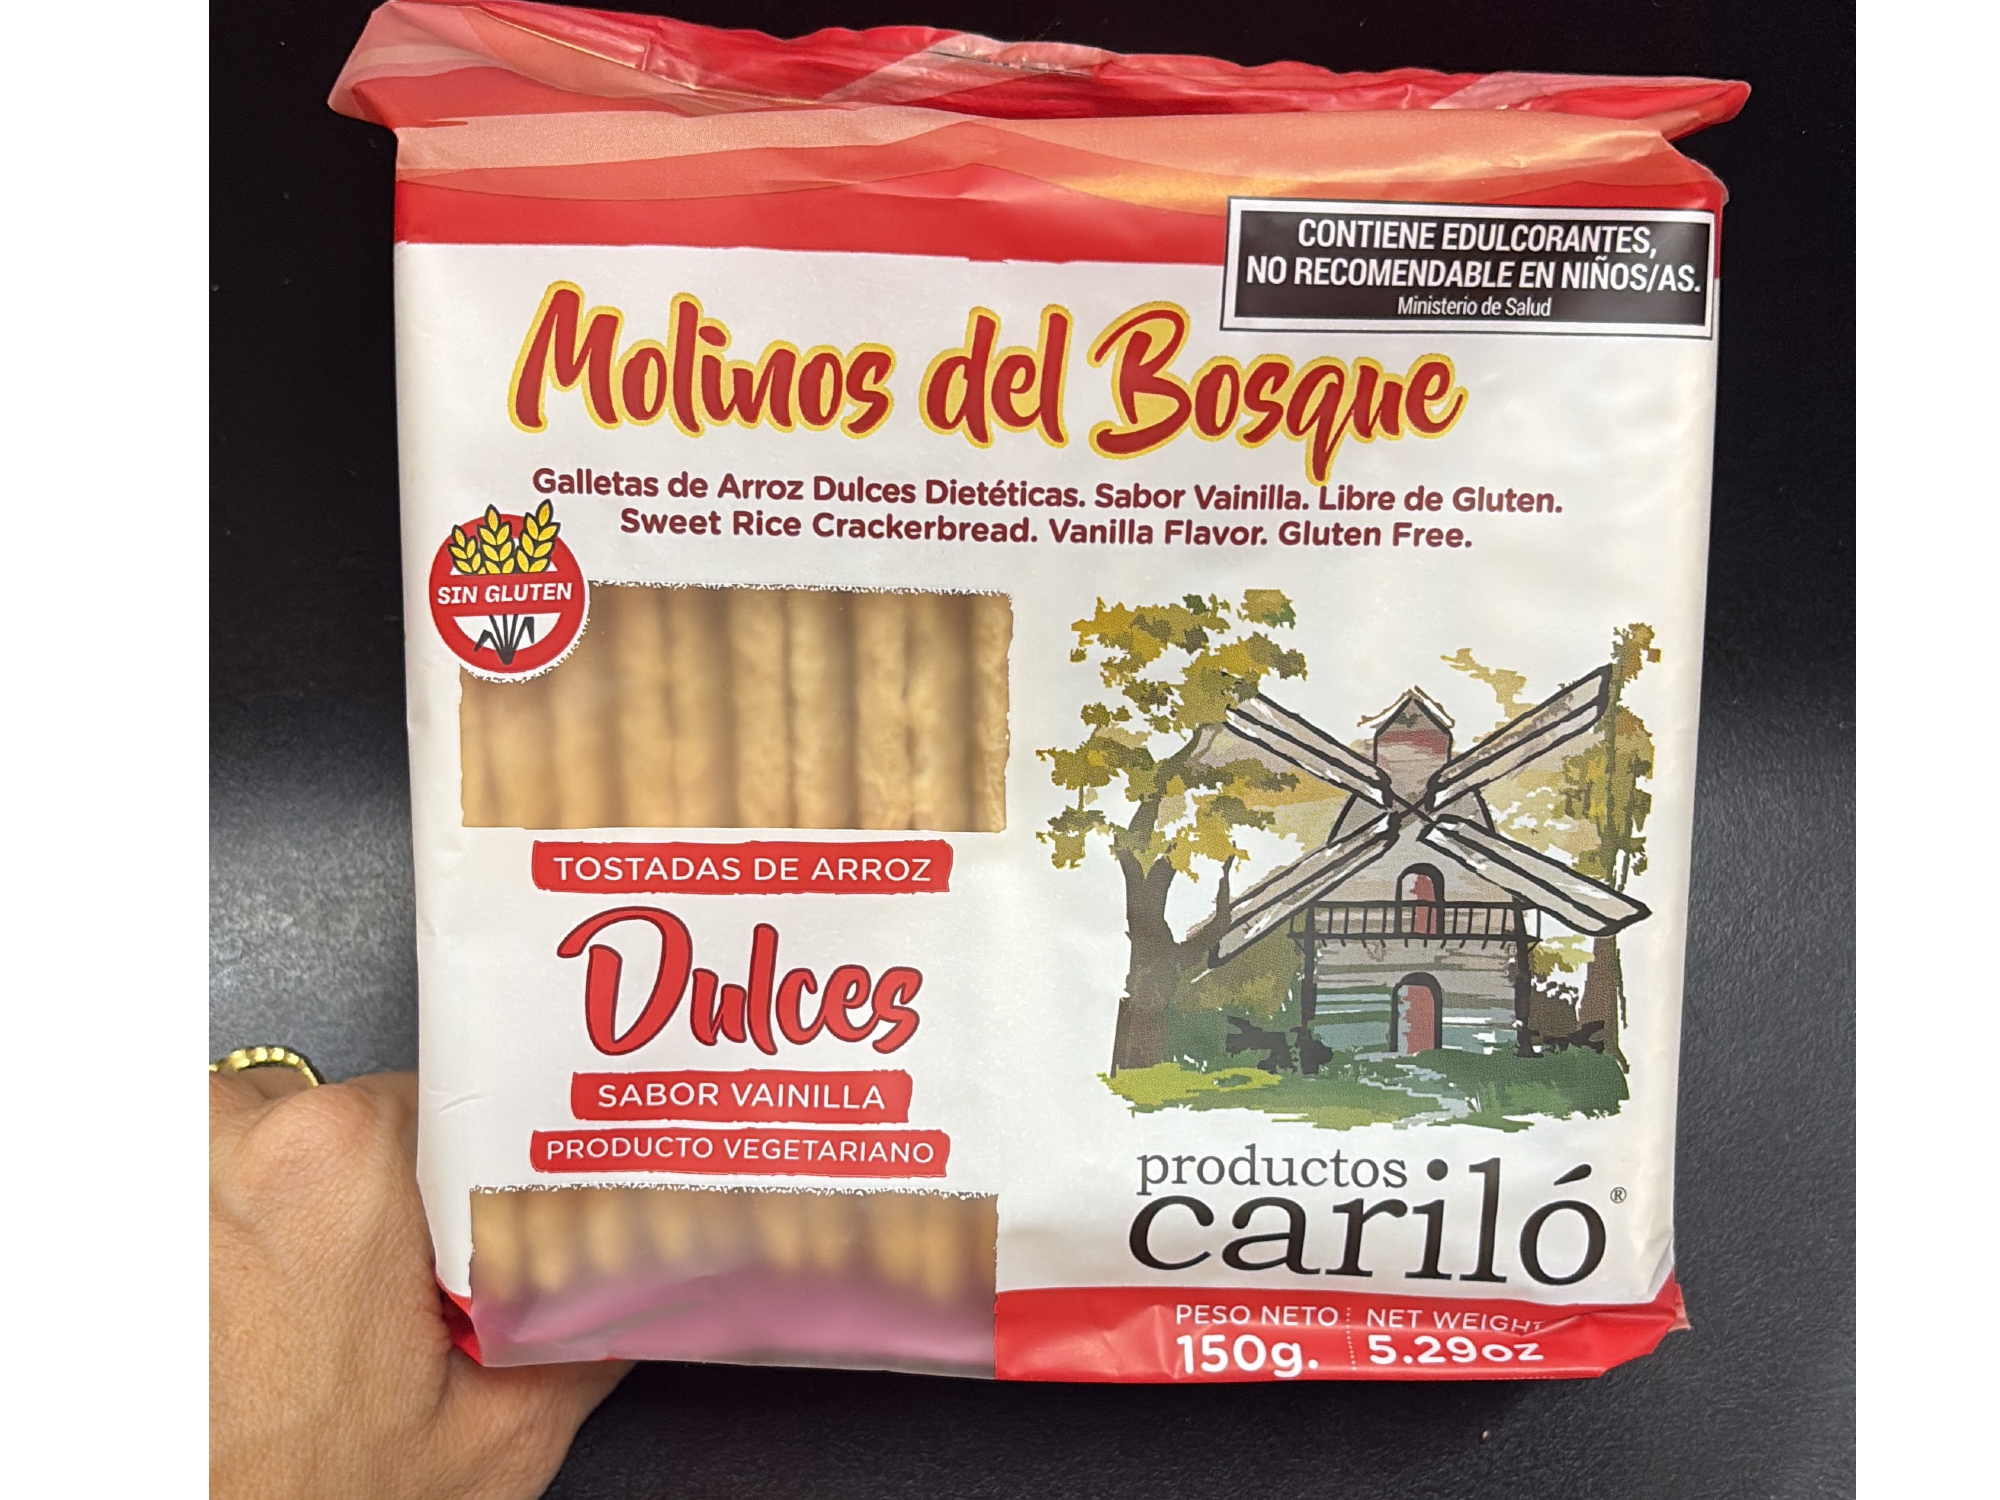 CONTIENE EDULCORANTES,
NO RECOMENDABLE EN NIÑOS/AS.
Ministerio de Salud
Molinos del Bosque
Galletas de Arroz Dulces Dietéticas. Sabor Vainilla. Libre de Gluten.
Sweet Rice Crackerbread. Vanilla Flavor. Gluten Free.
SIN GLUTEN
TOSTADAS DE ARROZ
Dulces
SABOR VAINILLA
PRODUCTO VEGETARIANO
productos
cariló®
PESO NETO NET WEIGHT
150g. 5.29oz